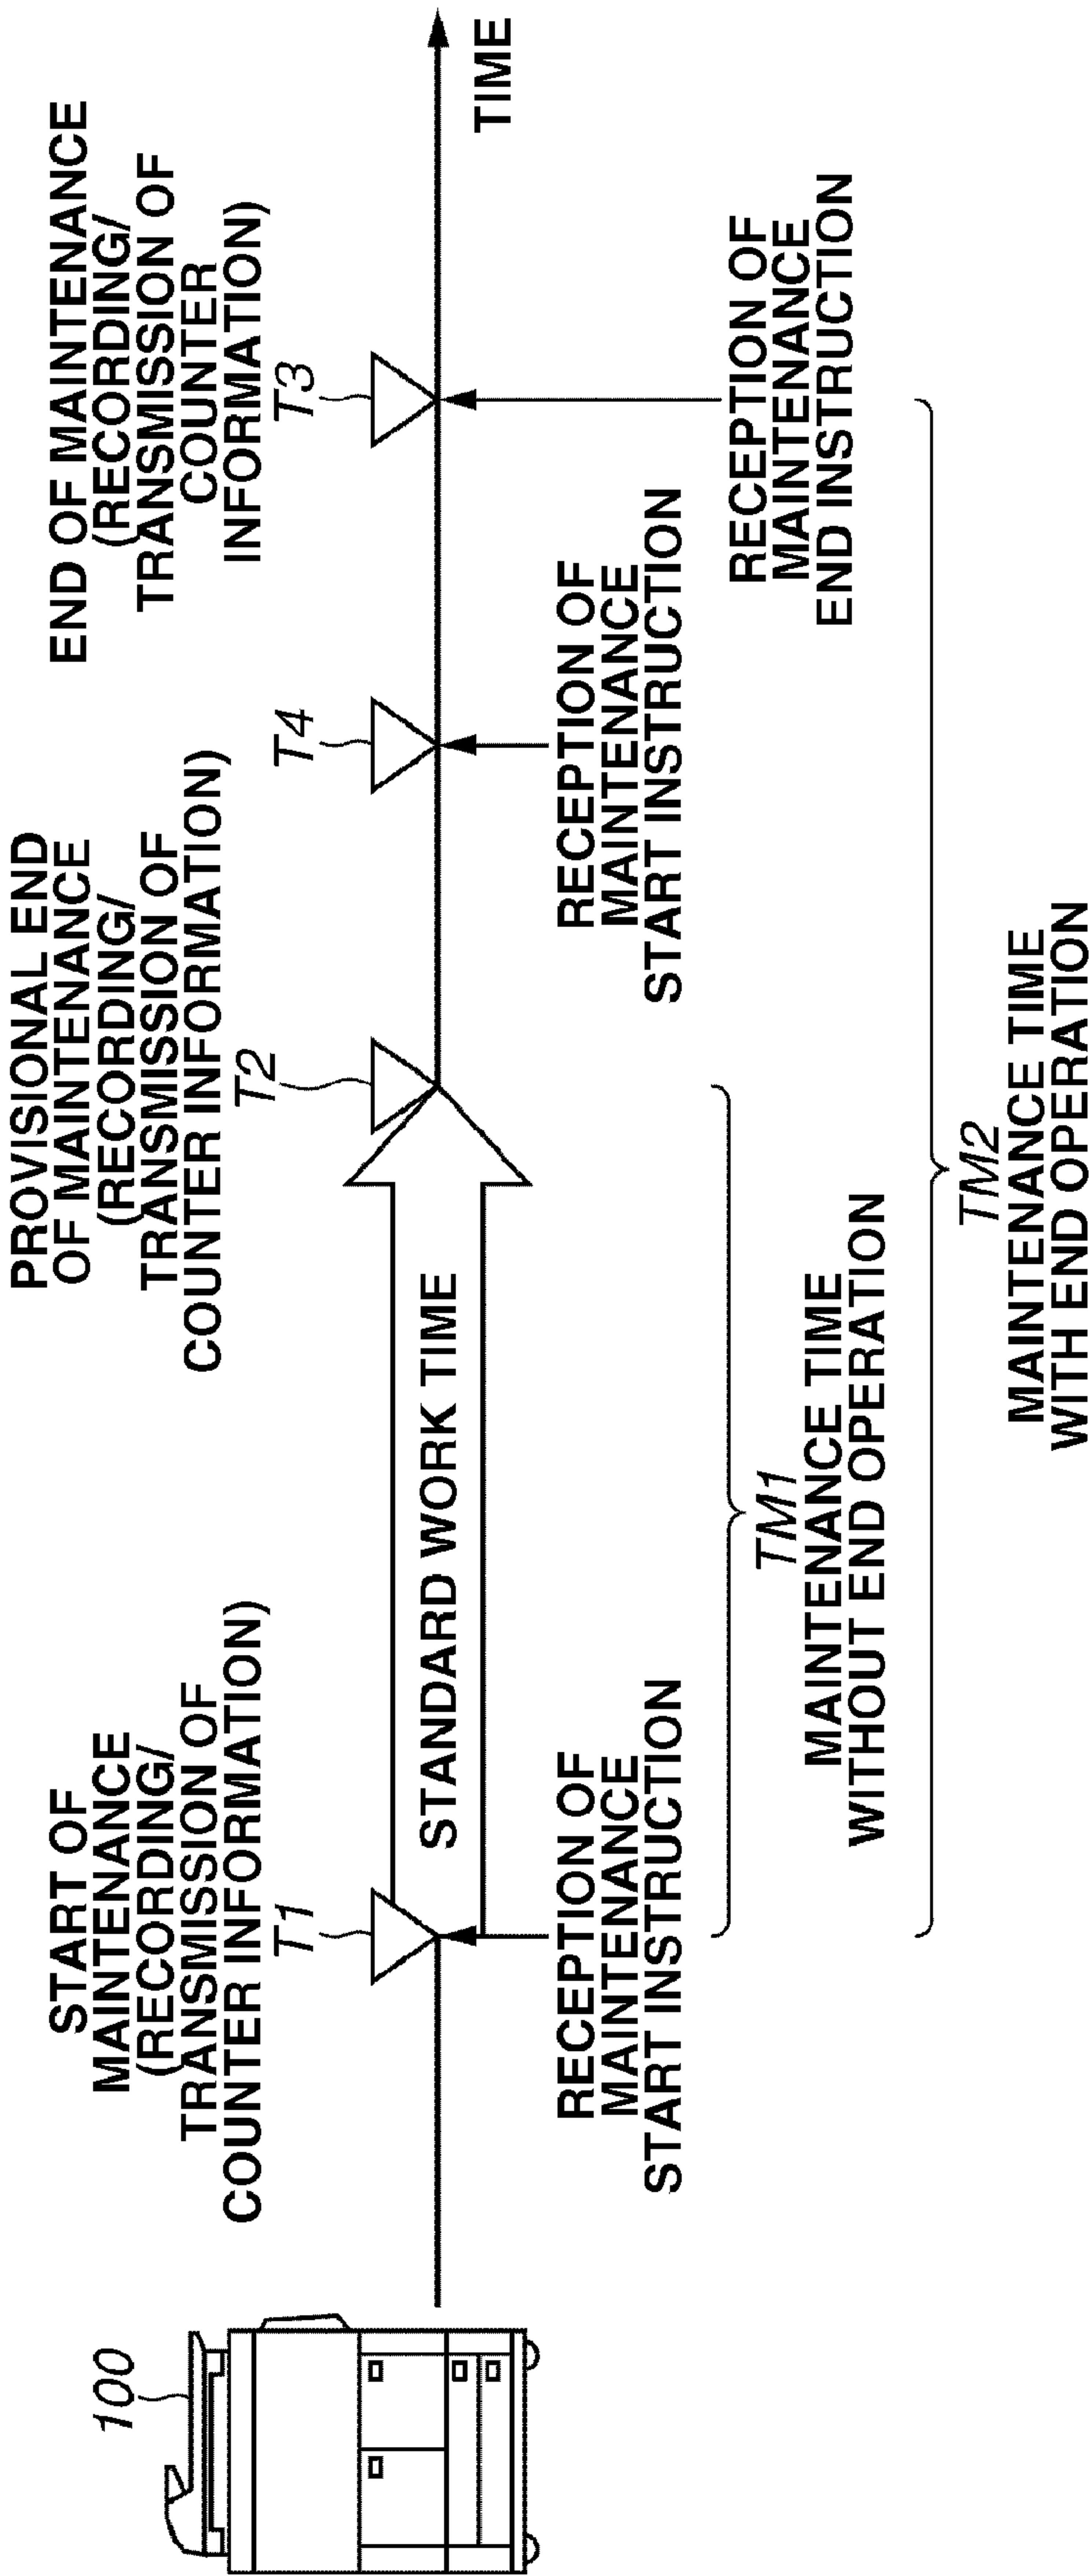 100
START OF
MAINTENANCE
(RECORDING/
TRANSMISSION OF
COUNTER INFORMATION)
T1
PROVISIONAL END
OF MAINTENANCE
(RECORDING/
TRANSMISSION OF
COUNTER INFORMATION)
T2
T4
END OF MAINTENANCE
(RECORDING/
TRANSMISSION OF
COUNTER
INFORMATION)
T3
STANDARD WORK TIME
TIME
RECEPTION OF
MAINTENANCE
START INSTRUCTION
RECEPTION OF
MAINTENANCE
START INSTRUCTION
RECEPTION OF
MAINTENANCE
END INSTRUCTION
TM1
MAINTENANCE TIME
WITHOUT END OPERATION
TM2
MAINTENANCE TIME
WITH END OPERATION